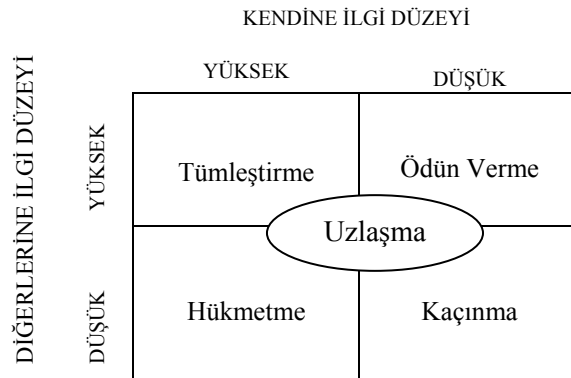 KENDİNE İLGİ DÜZEYİ
YÜKSEK
DÜŞÜK
DİĞERLERİNE İLGİ DÜZEYİ
YÜKSEK
Tümleştirme
Ödün Verme
Uzlaşma
DÜŞÜK
Hükmetme
Kaçınma